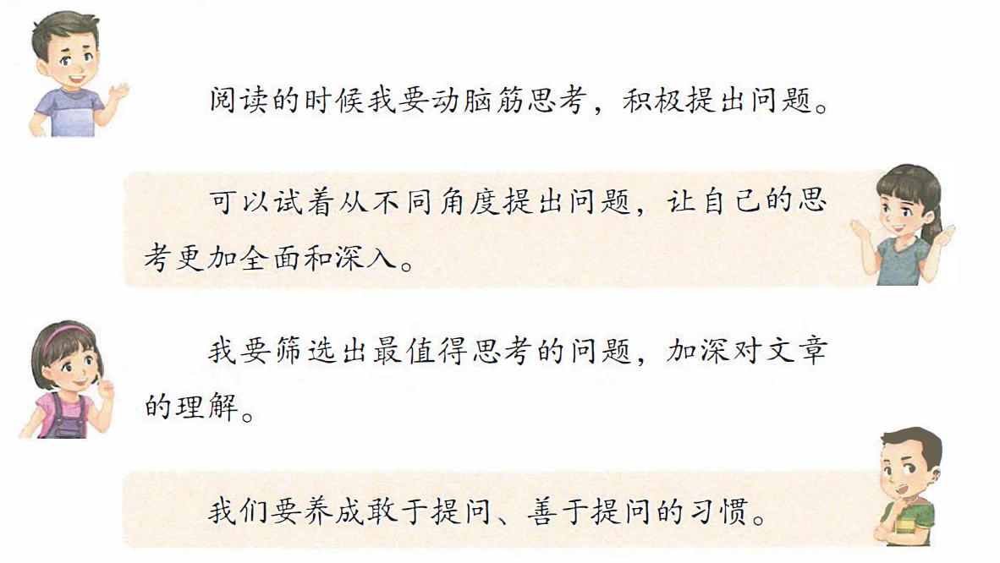 阅读的时候我要动脑筋思考，积极提出问题。
可以试着从不同角度提出问题，让自己的思
考更加全面和深入。
我要筛选出最值得思考的问题，加深对文章
的理解。
我们要养成敢于提问、善于提问的习惯。